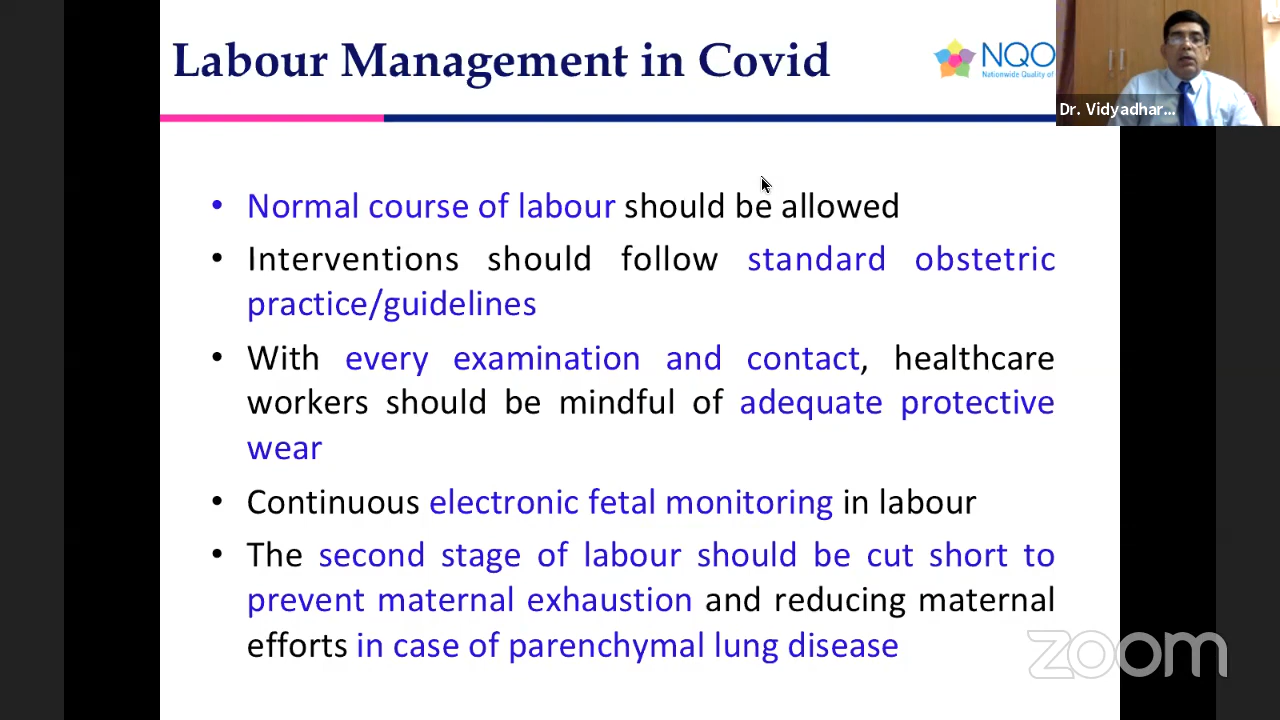 Labour Management in Covid
NQO
Nationwide Quality of
Dr. Vidyadhar...
• Normal course of labour should be allowed
• Interventions should follow standard obstetric
practice/guidelines
• With every examination and contact, healthcare
workers should be mindful of adequate protective
wear
• Continuous electronic fetal monitoring in labour
• The second stage of labour should be cut short to
prevent maternal exhaustion and reducing maternal
efforts in case of parenchymal lung disease
zoom